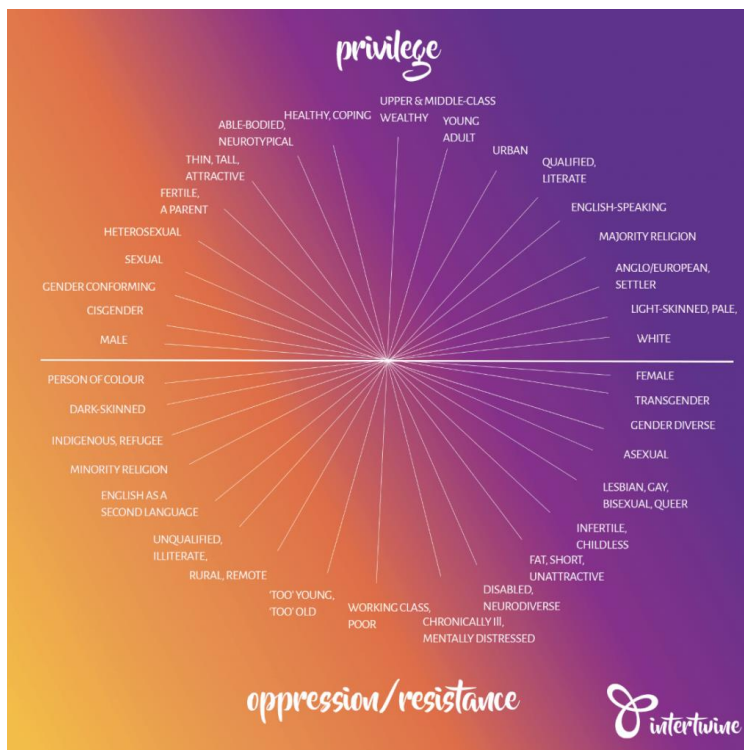 privilege
UPPER & MIDDLE-CLASS
WEALTHY
HEALTHY, COPING
YOUNG
ADULT
ABLE-BODIED,
NEUROTYPICAL
URBAN
THIN, TALL,
ATTRACTIVE
QUALIFIED,
LITERATE
FERTILE,
A PARENT
ENGLISH-SPEAKING
HETEROSEXUAL
MAJORITY RELIGION
SEXUAL
ANGLO/EUROPEAN,
SETTLER
GENDER CONFORMING
CISGENDER
LIGHT-SKINNED, PALE,
MALE
WHITE
PERSON OF COLOUR
FEMALE
DARK-SKINNED
TRANSGENDER
INDIGENOUS, REFUGEE
GENDER DIVERSE
MINORITY RELIGION
ASEXUAL
ENGLISH AS A
SECOND LANGUAGE
LESBIAN, GAY,
BISEXUAL, QUEER
UNQUALIFIED,
ILLITERATE,
INFERTILE,
CHILDLESS
RURAL, REMOTE
FAT, SHORT,
UNATTRACTIVE
'TOO' YOUNG,
'TOO' OLD
DISABLED,
NEURODIVERSE
WORKING CLASS,
POOR
CHRONICALLY Ill,
MENTALLY DISTRESSED
oppression/resistance
intertwine